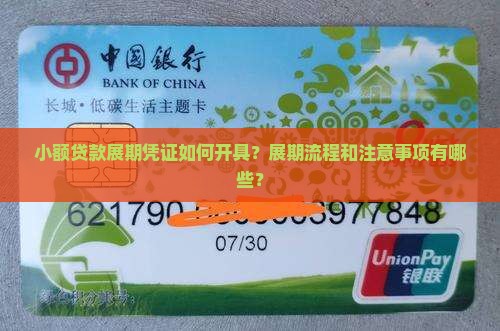 中国银行
BANK OF CHINA
长城·低碳生活主题卡
小额贷款展期凭证如何开具？展期流程和注意事项有哪
些？
621790 977848
07/30
UnionPay
银联